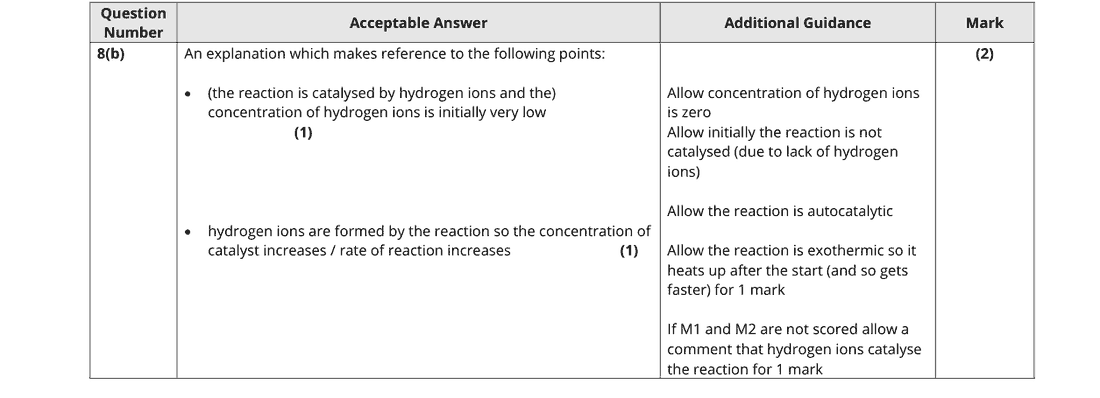 Question Number
Acceptable Answer
Additional Guidance
Mark
8(b)
An explanation which makes reference to the following points:
• (the reaction is catalysed by hydrogen ions and the)
concentration of hydrogen ions is initially very low
(1)
• hydrogen ions are formed by the reaction so the concentration of
catalyst increases / rate of reaction increases (1)
Allow concentration of hydrogen ions
is zero
Allow initially the reaction is not
catalysed (due to lack of hydrogen
ions)
Allow the reaction is autocatalytic
Allow the reaction is exothermic so it
heats up after the start (and so gets
faster) for 1 mark
If M1 and M2 are not scored allow a
comment that hydrogen ions catalyse
the reaction for 1 mark
(2)